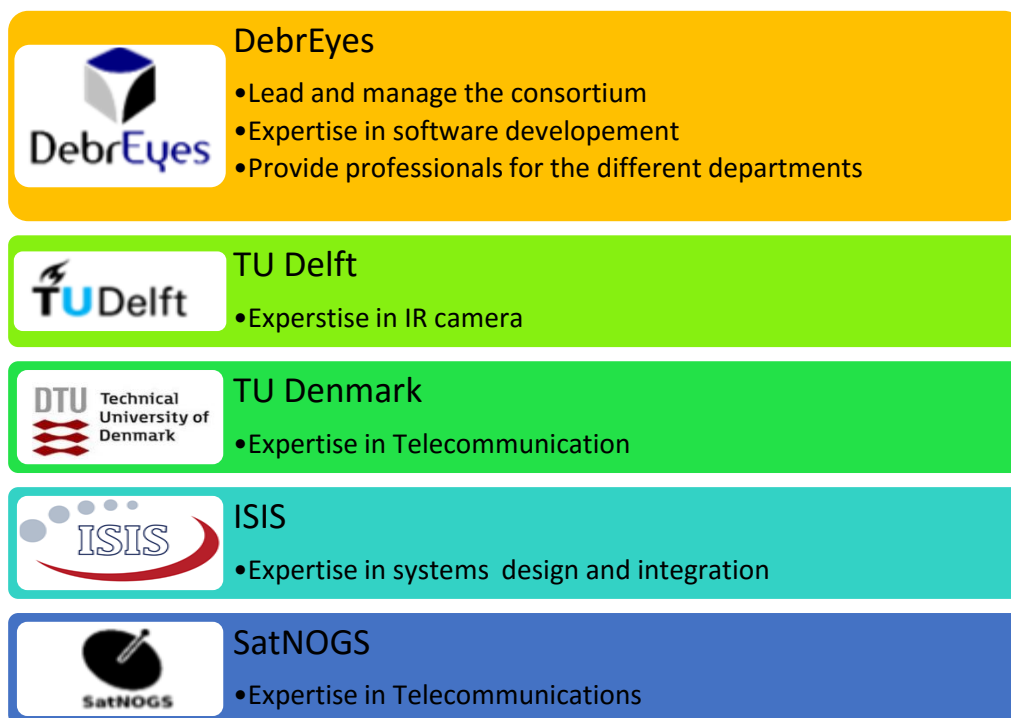 DebrEyes
DebrEyes
•Lead and manage the consortium
•Expertise in software developement
•Provide professionals for the different departments
TU Delft
TU Delft
•Experstise in IR camera
DTU Technical
University of
Denmark
TU Denmark
•Expertise in Telecommunication
ISIS
ISIS
•Expertise in systems design and integration
SatNOGS
SatNOGS
•Expertise in Telecommunications